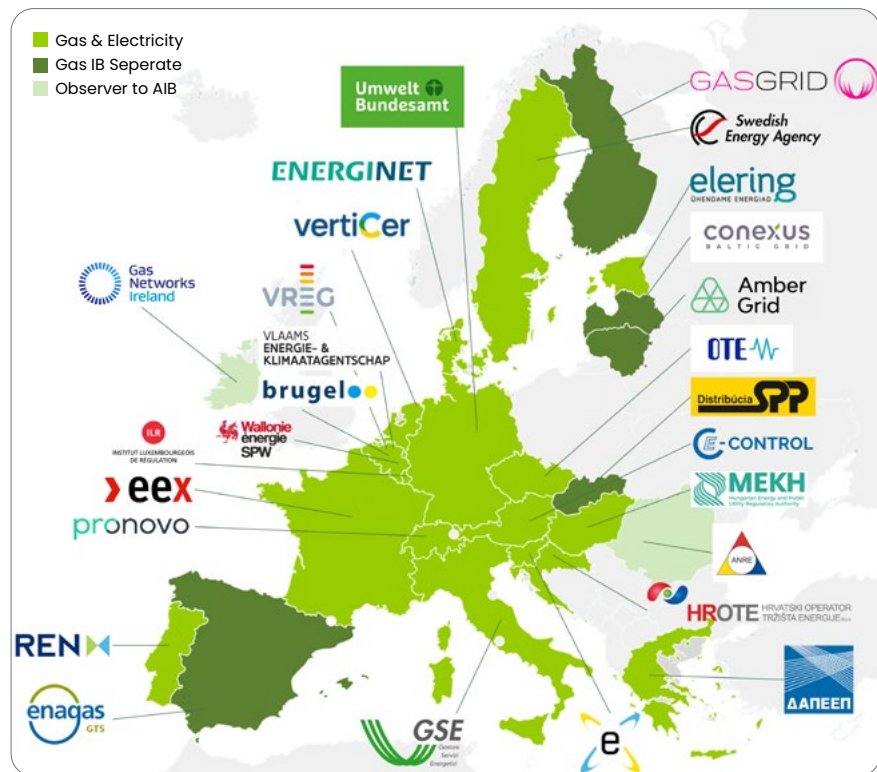 Gas & Electricity
Gas IB Seperate
Observer to AIB
Umwelt
Bundesamt
GASGRID
Swedish
Energy Agency
ENERGINET
elering
ÜHENDAME ENERGIAD
vertiCer
conexus
BALTIC GRID
Gas
Networks
Ireland
VREG
Amber
Grid
VLAAMS
ENERGIE- &
KLIMAATAGENTSCHAP
OTE
brugel
Distribúcia SPP
ILR
INSTITUT LUXEMBOURGEOIS
DE RÉGULATION
Wallonie
énergie
SPW
E-CONTROL
eex
MEKH
Hungarian Energy and Public
Utility Regulatory Authority
pronovo
ANRE
HROTE HRVATSKI OPERATOR
TRŽIŠTA ENERGIJE
REN
enagas
GTS
ΔΑΠΕΕΠ
GSE
Gestore
Servizi
Energetici
e